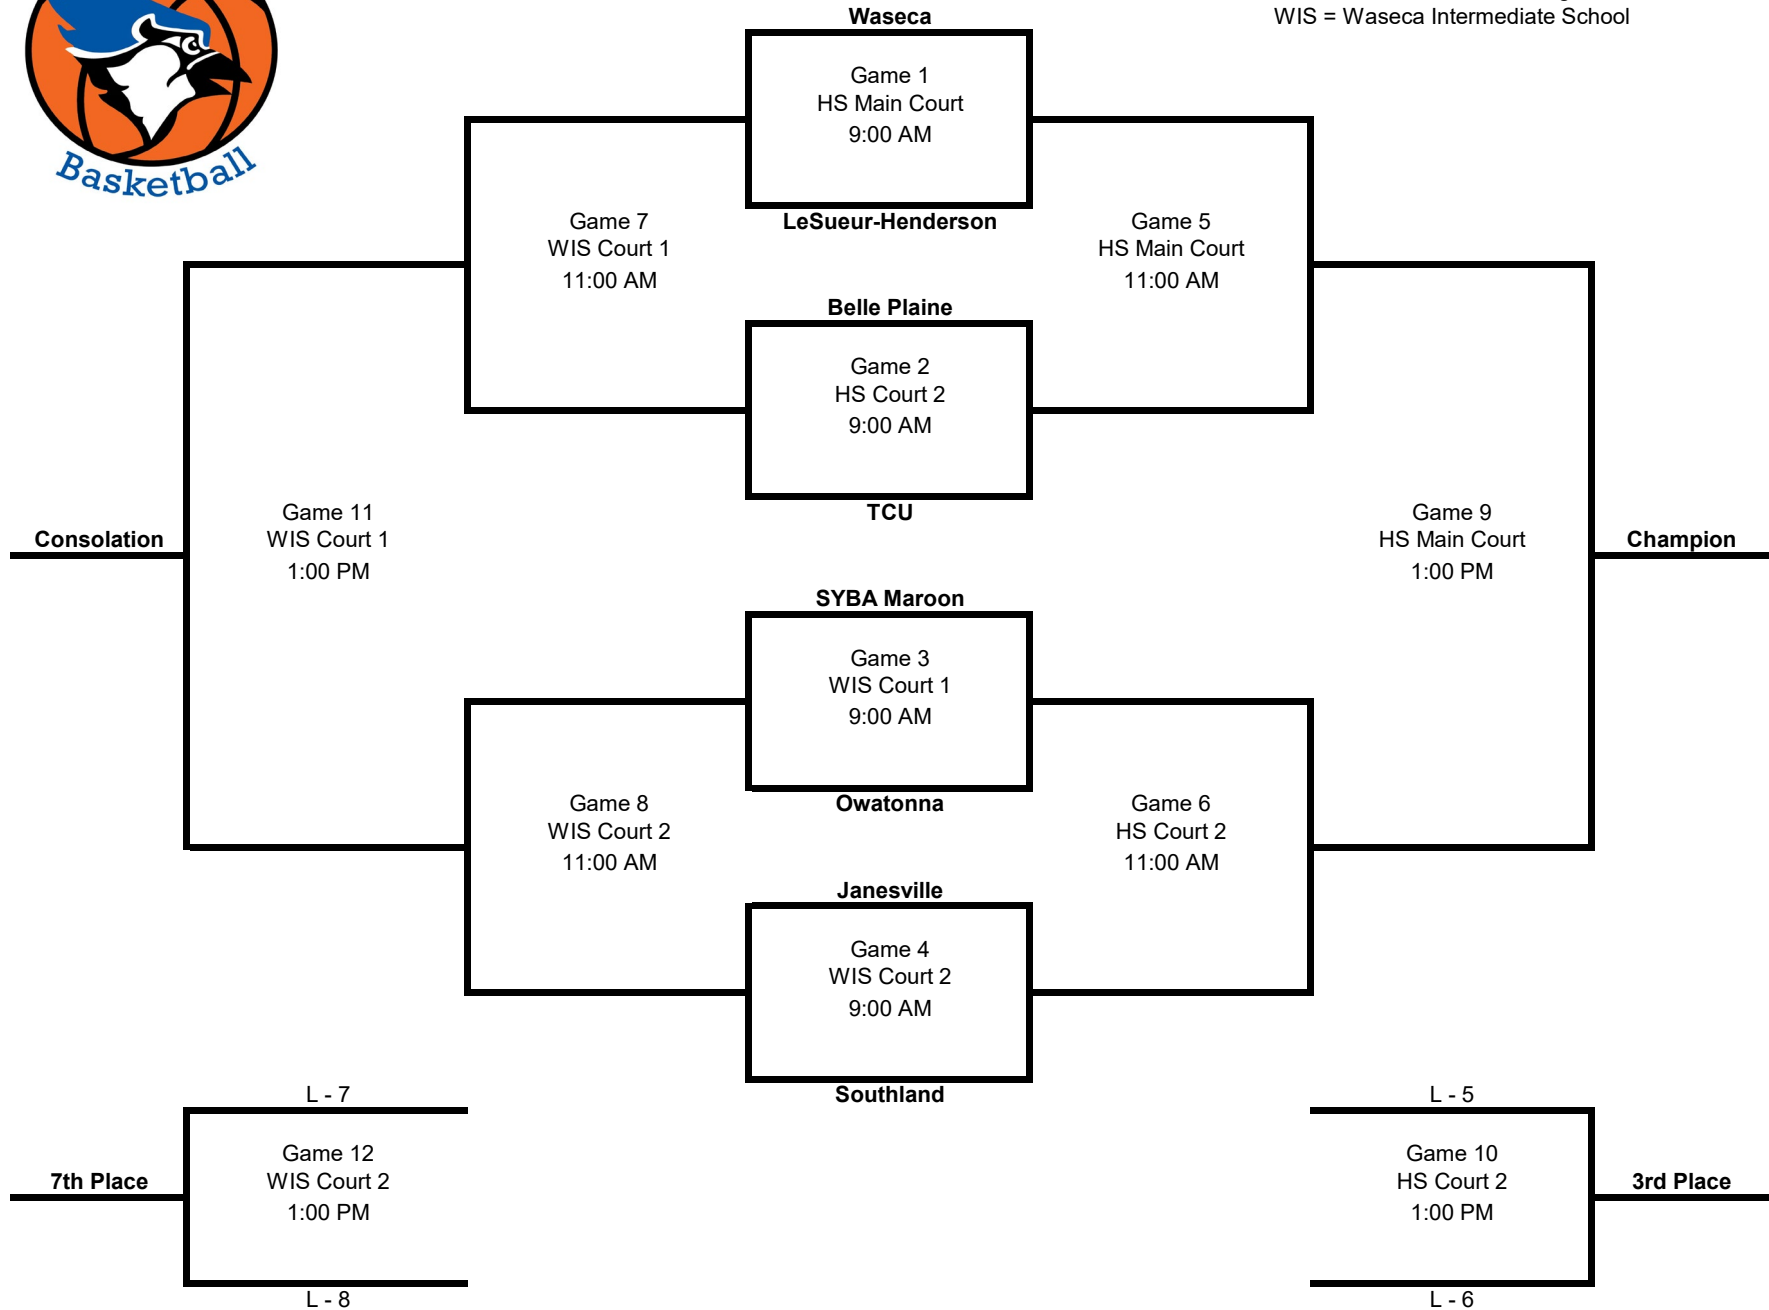 Waseca
WIS = Waseca Intermediate School
Game 1
HS Main Court
9:00 AM
Basketball
LeSueur-Henderson
Game 7
WIS Court 1
11:00 AM
Game 5
HS Main Court
11:00 AM
Belle Plaine
Game 2
HS Court 2
9:00 AM
TCU
Consolation
Game 11
WIS Court 1
1:00 PM
Game 9
HS Main Court
1:00 PM
Champion
SYBA Maroon
Game 3
WIS Court 1
9:00 AM
Owatonna
Game 8
WIS Court 2
11:00 AM
Game 6
HS Court 2
11:00 AM
Janesville
Game 4
WIS Court 2
9:00 AM
Southland
L - 7
Game 12
WIS Court 2
1:00 PM
7th Place
L - 8
L - 5
Game 10
HS Court 2
1:00 PM
3rd Place
L - 6